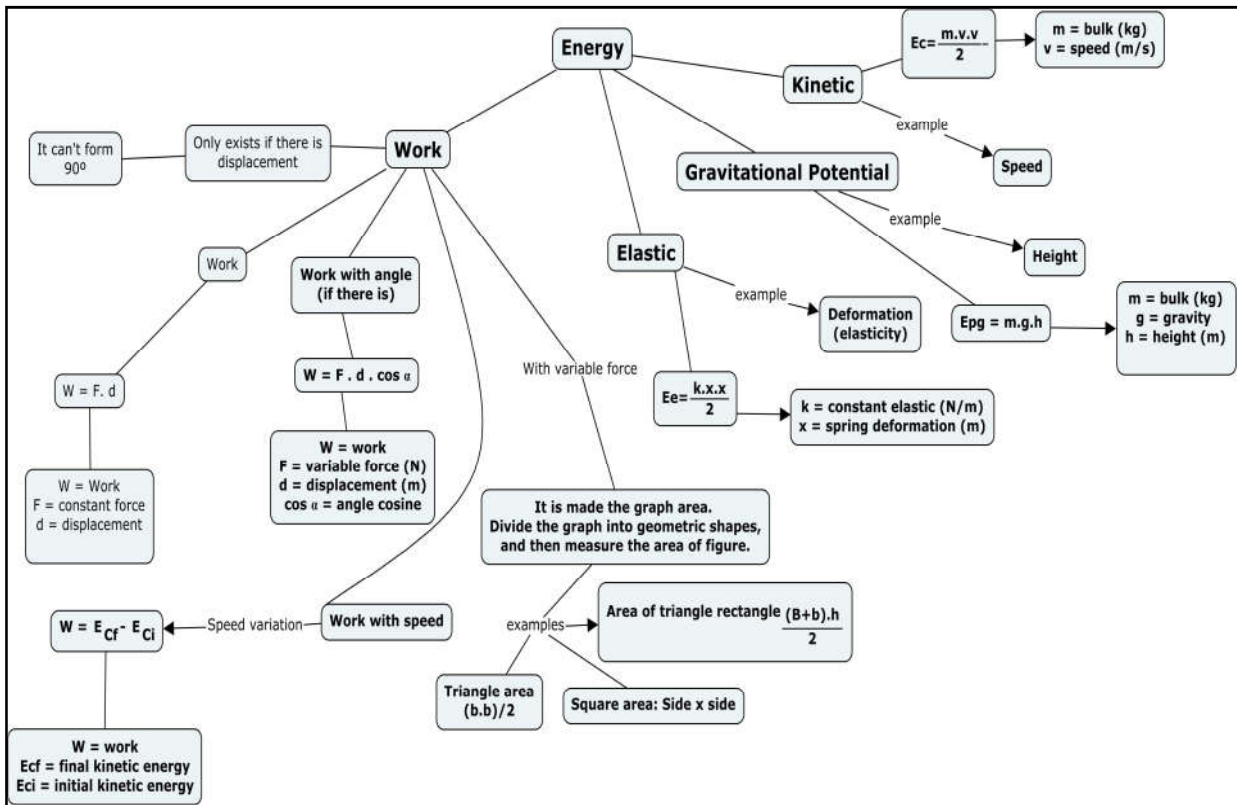 Energy
Ec= m.v.v
2
m = bulk (kg)
v = speed (m/s)
Kinetic
example
Speed
It can't form
90º
Only exists if there is
displacement
Work
Gravitational Potential
example
Height
Work
Work with angle
(if there is)
Elastic
example
Deformation
(elasticity)
Epg = m.g.h
m = bulk (kg)
g = gravity
h = height (m)
W = F. d
W = F . d . cos α
With variable force
Ee= k.x.x
2
k = constant elastic (N/m)
x = spring deformation (m)
W = Work
F = constant force
d = displacement
W = work
F = variable force (N)
d = displacement (m)
cos α = angle cosine
It is made the graph area.
Divide the graph into geometric shapes,
and then measure the area of figure.
W = ECf - ECi
Speed variation
Work with speed
examples
Area of triangle rectangle (B+b).h
2
Triangle area
(b.b)/2
Square area: Side x side
W = work
Ecf = final kinetic energy
Eci = initial kinetic energy